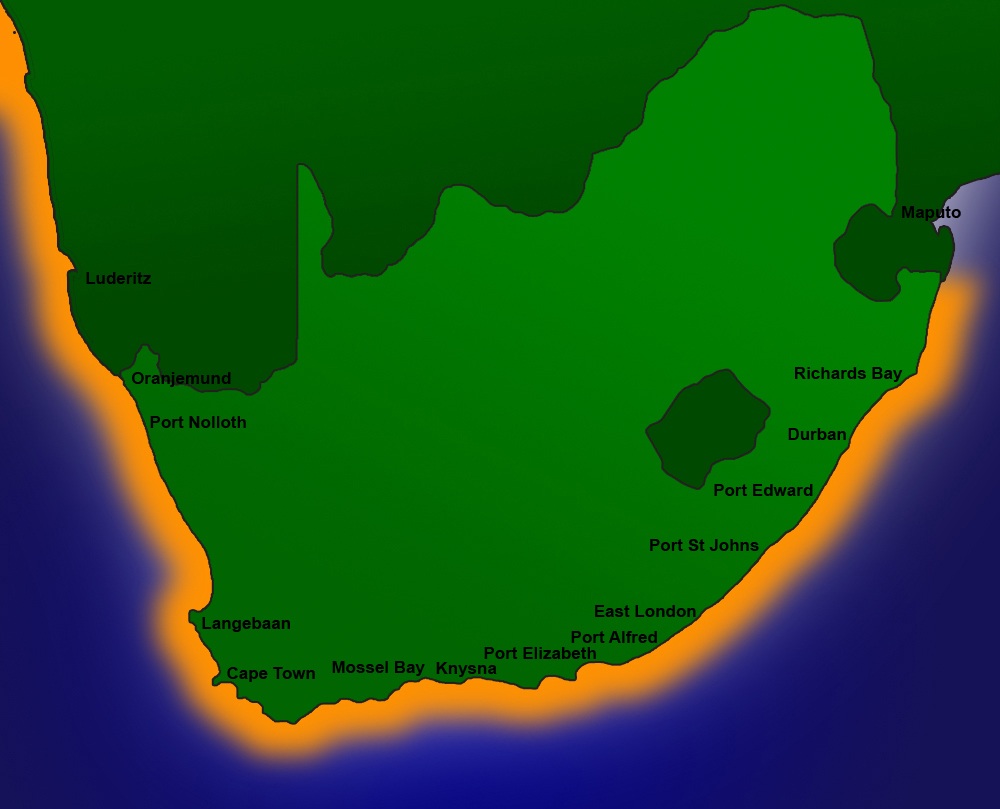 Maputo
Luderitz
Richards Bay
Oranjemund
Port Nolloth
Durban
Port Edward
Port St Johns
East London
Langebaan
Port Alfred
Port Elizabeth
Mossel Bay
Knysna
Cape Town